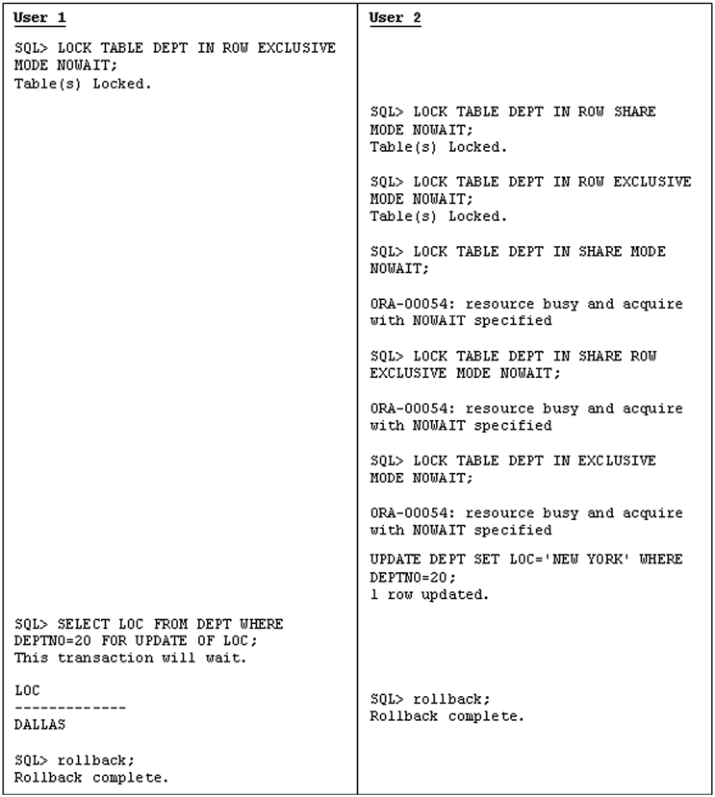 User 1
SQL> LOCK TABLE DEPT IN ROW EXCLUSIVE
MODE NOWAIT;
Table(s) Locked.
User 2
SQL> LOCK TABLE DEPT IN ROW SHARE
MODE NOWAIT;
Table(s) Locked.
SQL> LOCK TABLE DEPT IN ROW EXCLUSIVE
MODE NOWAIT;
Table(s) Locked.
SQL> LOCK TABLE DEPT IN SHARE MODE
NOWAIT;
ORA-00054: resource busy and acquire
with NOWAIT specified
SQL> LOCK TABLE DEPT IN SHARE ROW
EXCLUSIVE MODE NOWAIT;
ORA-00054: resource busy and acquire
with NOWAIT specified
SQL> LOCK TABLE DEPT IN EXCLUSIVE
MODE NOWAIT;
ORA-00054: resource busy and acquire
with NOWAIT specified
UPDATE DEPT SET LOC='NEW YORK' WHERE
DEPTNO=20;
1 row updated.
SQL> SELECT LOC FROM DEPT WHERE
DEPTNO=20 FOR UPDATE OF LOC;
This transaction will wait.
SQL> rollback;
Rollback complete.
LOC
-------------
DALLAS
SQL> rollback;
Rollback complete.